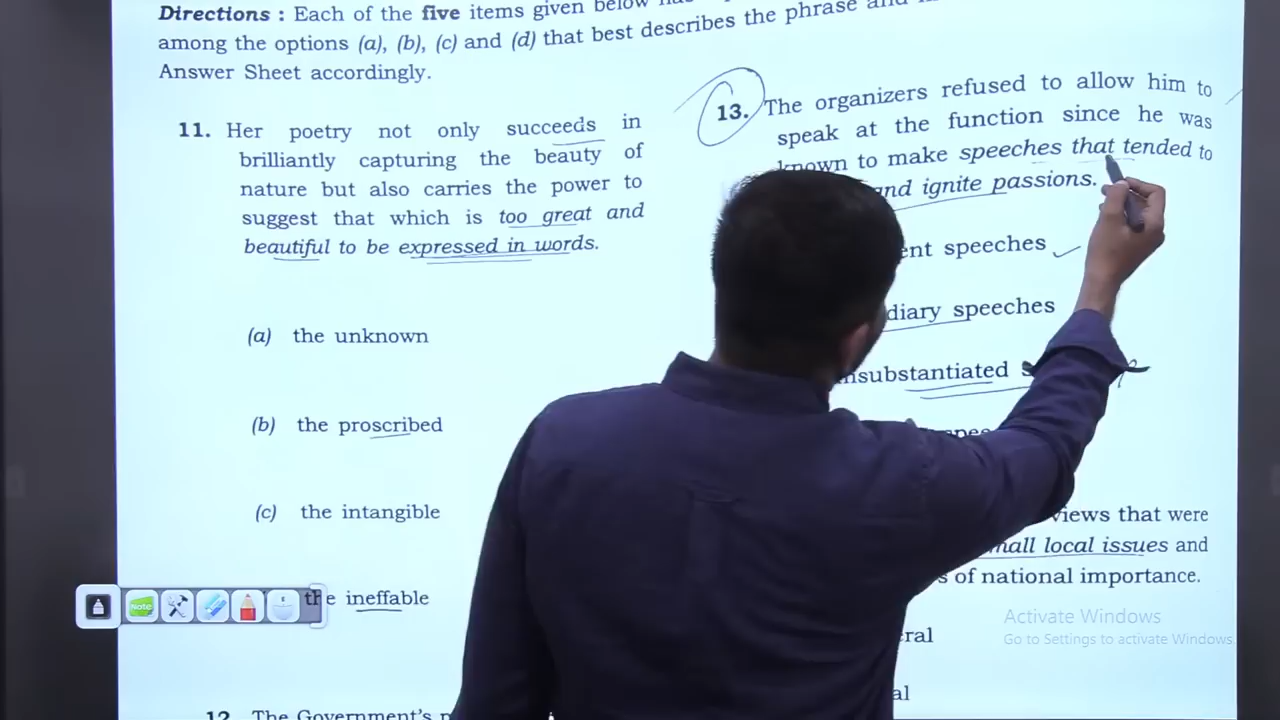 Directions : Each of the five items given below
among the options (a), (b), (c) and (d) that best describes the phrase and
Answer Sheet accordingly.
11. Her poetry not only succeeds in
brilliantly capturing the beauty of
nature but also carries the power to
suggest that which is too great and
beautiful to be expressed in words.
(a) the unknown
(b) the proscribed
(c) the intangible
the ineffable
12. The Government's
13. The organizers refused to allow him to
speak at the function since he was
known to make speeches that tended to
and ignite passions.
speeches
speeches
views that were
local issues and
of national importance.
Note
Activate Windows
Go to Settings to activate Windows.